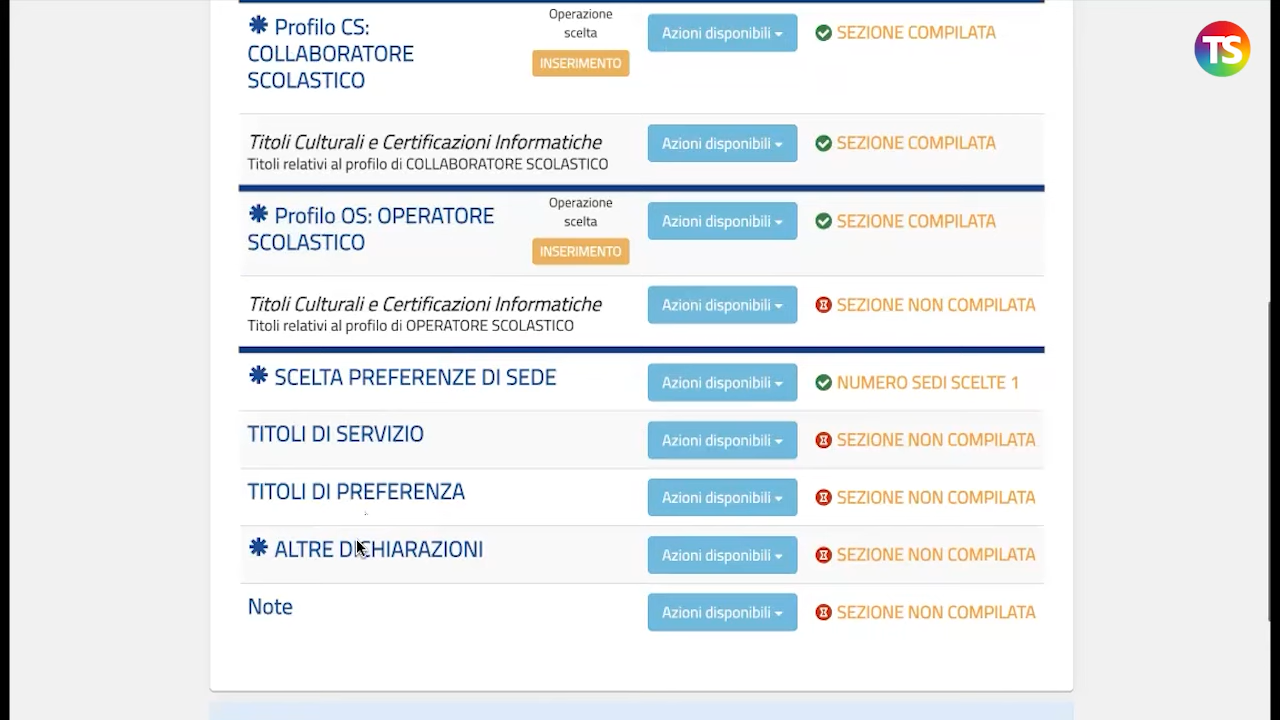 Profilo CS:
COLLABORATORE
SCOLASTICO
Operazione
scelta
INSERIMENTO
Azioni disponibili
SEZIONE COMPILATA
TS
Titoli Culturali e Certificazioni Informatiche
Titoli relativi al profilo di COLLABORATORE SCOLASTICO
Azioni disponibili
SEZIONE COMPILATA
Profilo OS: OPERATORE
SCOLASTICO
Operazione
scelta
INSERIMENTO
Azioni disponibili
SEZIONE COMPILATA
Titoli Culturali e Certificazioni Informatiche
Titoli relativi al profilo di OPERATORE SCOLASTICO
Azioni disponibili
SEZIONE NON COMPILATA
SCELTA PREFERENZE DI SEDE
Azioni disponibili
NUMERO SEDI SCELTE 1
TITOLI DI SERVIZIO
Azioni disponibili
SEZIONE NON COMPILATA
TITOLI DI PREFERENZA
Azioni disponibili
SEZIONE NON COMPILATA
ALTRE DICHIARAZIONI
Azioni disponibili
SEZIONE NON COMPILATA
Note
Azioni disponibili
SEZIONE NON COMPILATA